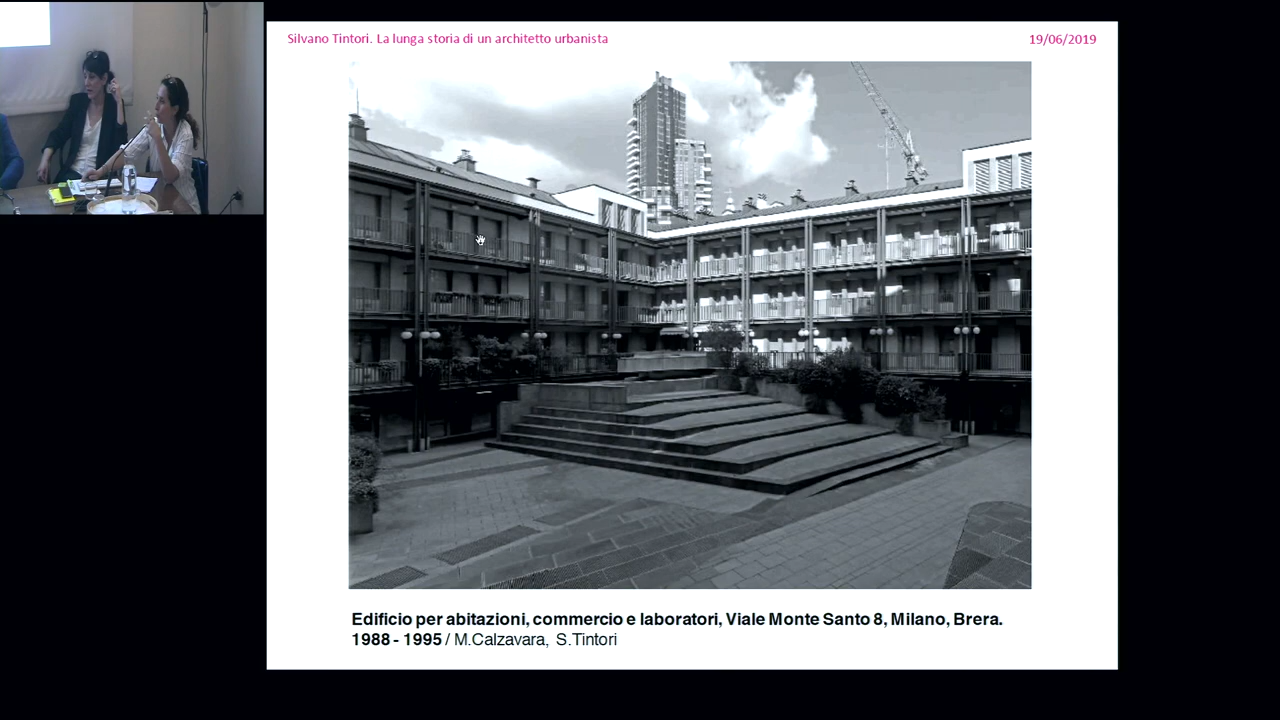 Silvano Tintori. La lunga storia di un architetto urbanista
19/06/2019
Edificio per abitazioni, commercio e laboratori, Viale Monte Santo 8, Milano, Brera.
1988 - 1995 / M.Calzavara, S.Tintori